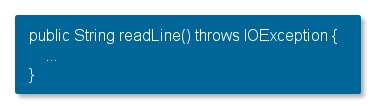 public String readLine() throws IOException {
...
}